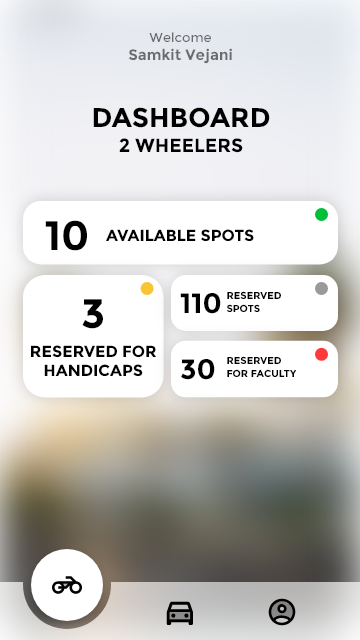 Welcome
Samkit Vejani
DASHBOARD
2 WHEELERS
10 AVAILABLE SPOTS
3
RESERVED FOR
HANDICAPS
110 RESERVED
SPOTS
30 RESERVED
FOR FACULTY